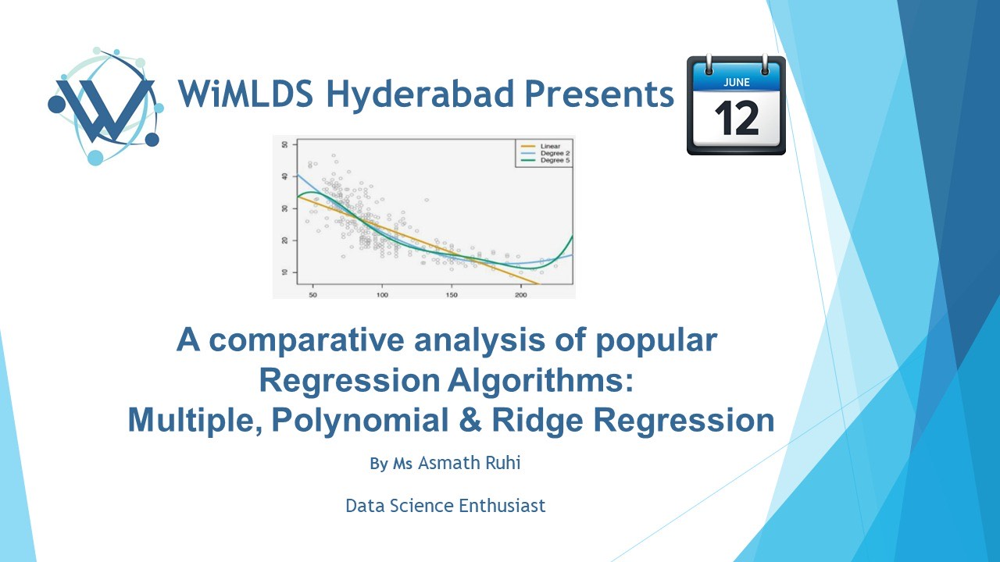 W
WiMLDS Hyderabad Presents
JUNE
12
Linear
Degree 2
Degree 5
50
40
30
20
10
50 100 150 200
A comparative analysis of popular
Regression Algorithms:
Multiple, Polynomial & Ridge Regression
By Ms Asmath Ruhi
Data Science Enthusiast